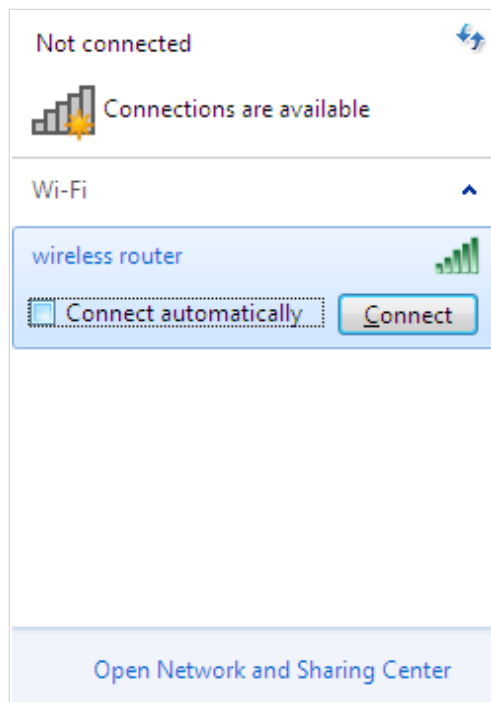 Not connected
Connections are available
Wi-Fi
wireless router
Connect automatically Connect
Open Network and Sharing Center